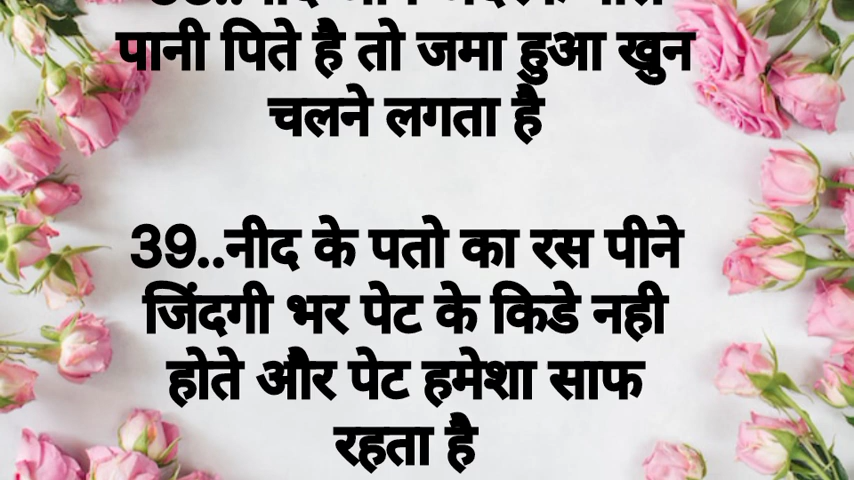 पानी पिते है तो जमा हुआ खुन
चलने लगता है
39..नीद के पतो का रस पीने
जिंदगी भर पेट के किडे नही
होते और पेट हमेशा साफ
रहता है